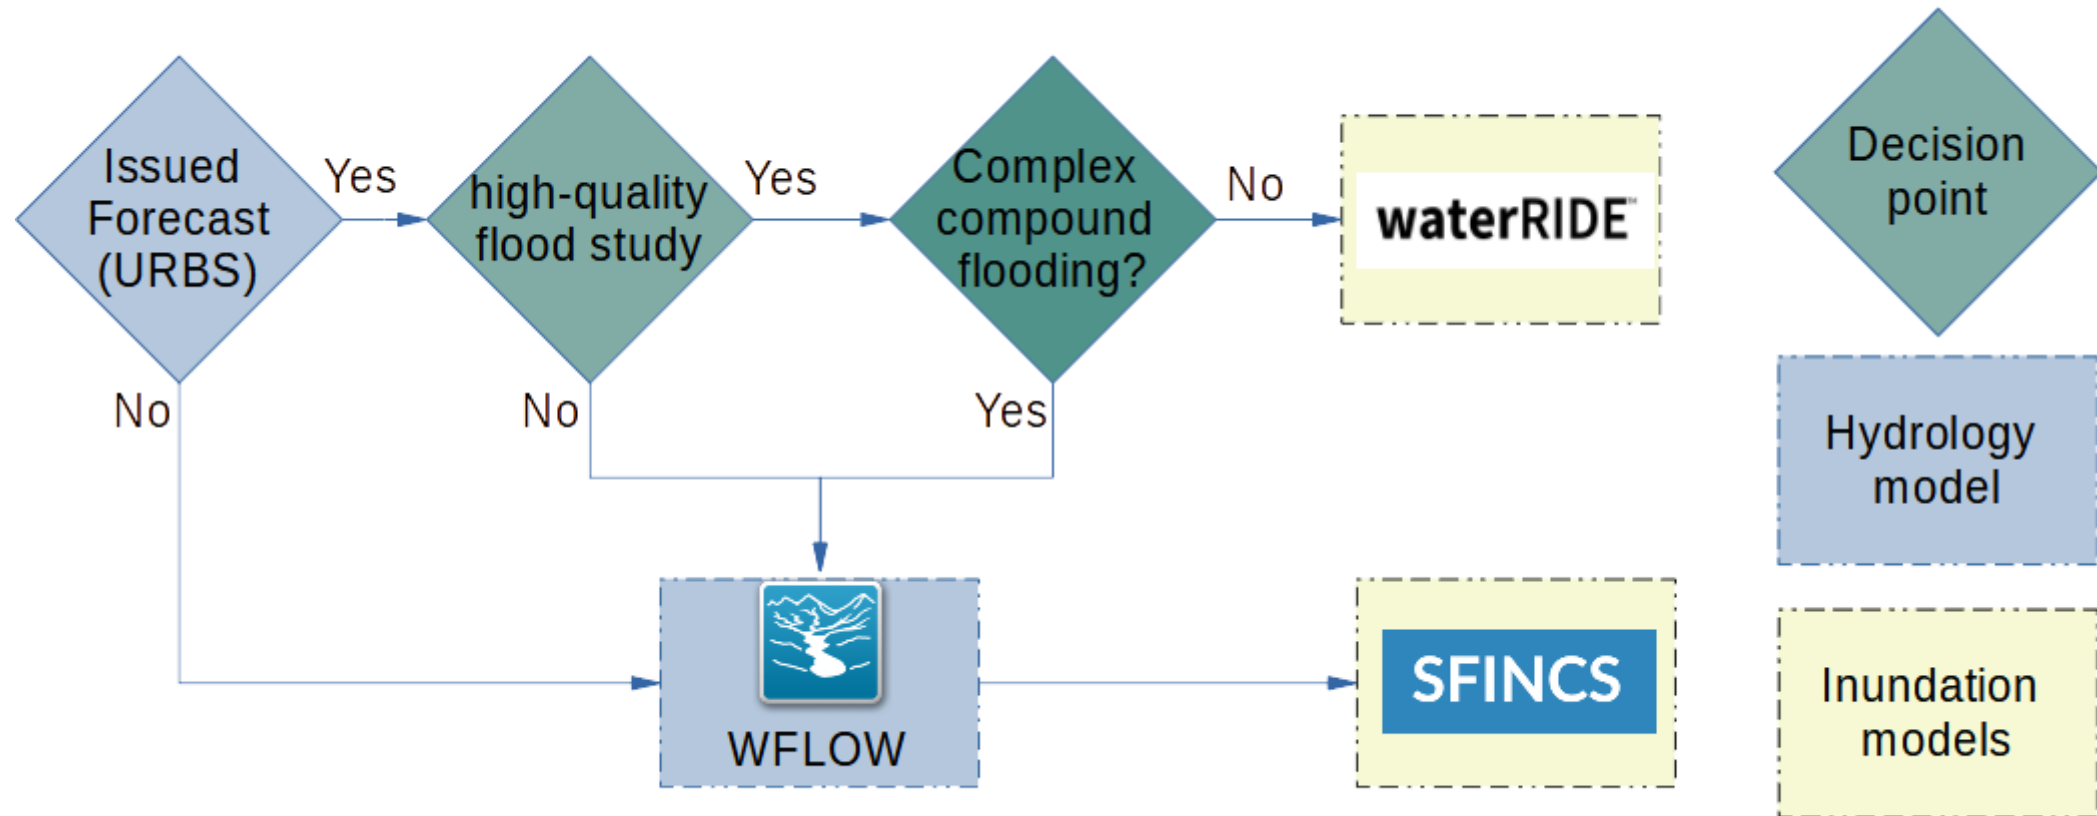 Issued
Forecast
(URBS)
Yes
No
high-quality
flood study
Yes
No
Complex
compound
flooding?
No
Yes
waterRIDE™
WFLOW
SFINCS
Decision
point
Hydrology
model
Inundation
models